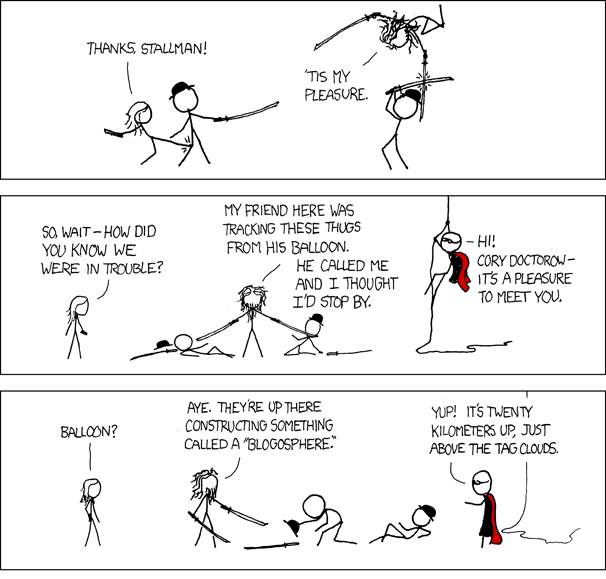 THANKS, STALLMAN!
'TIS MY
PLEASURE.
SO, WAIT – HOW DID
YOU KNOW WE
WERE IN TROUBLE?
MY FRIEND HERE WAS
TRACKING THESE THUGS
FROM HIS BALLOON.
HE CALLED ME
AND I THOUGHT
I'D STOP BY.
HI!
CORY DOCTOROW –
IT'S A PLEASURE
TO MEET YOU.
BALLOON?
AYE. THEY'RE UP THERE
CONSTRUCTING SOMETHING
CALLED A "BLOGOSPHERE."
YUP! IT'S TWENTY
KILOMETERS UP, JUST
ABOVE THE TAG CLOUDS.